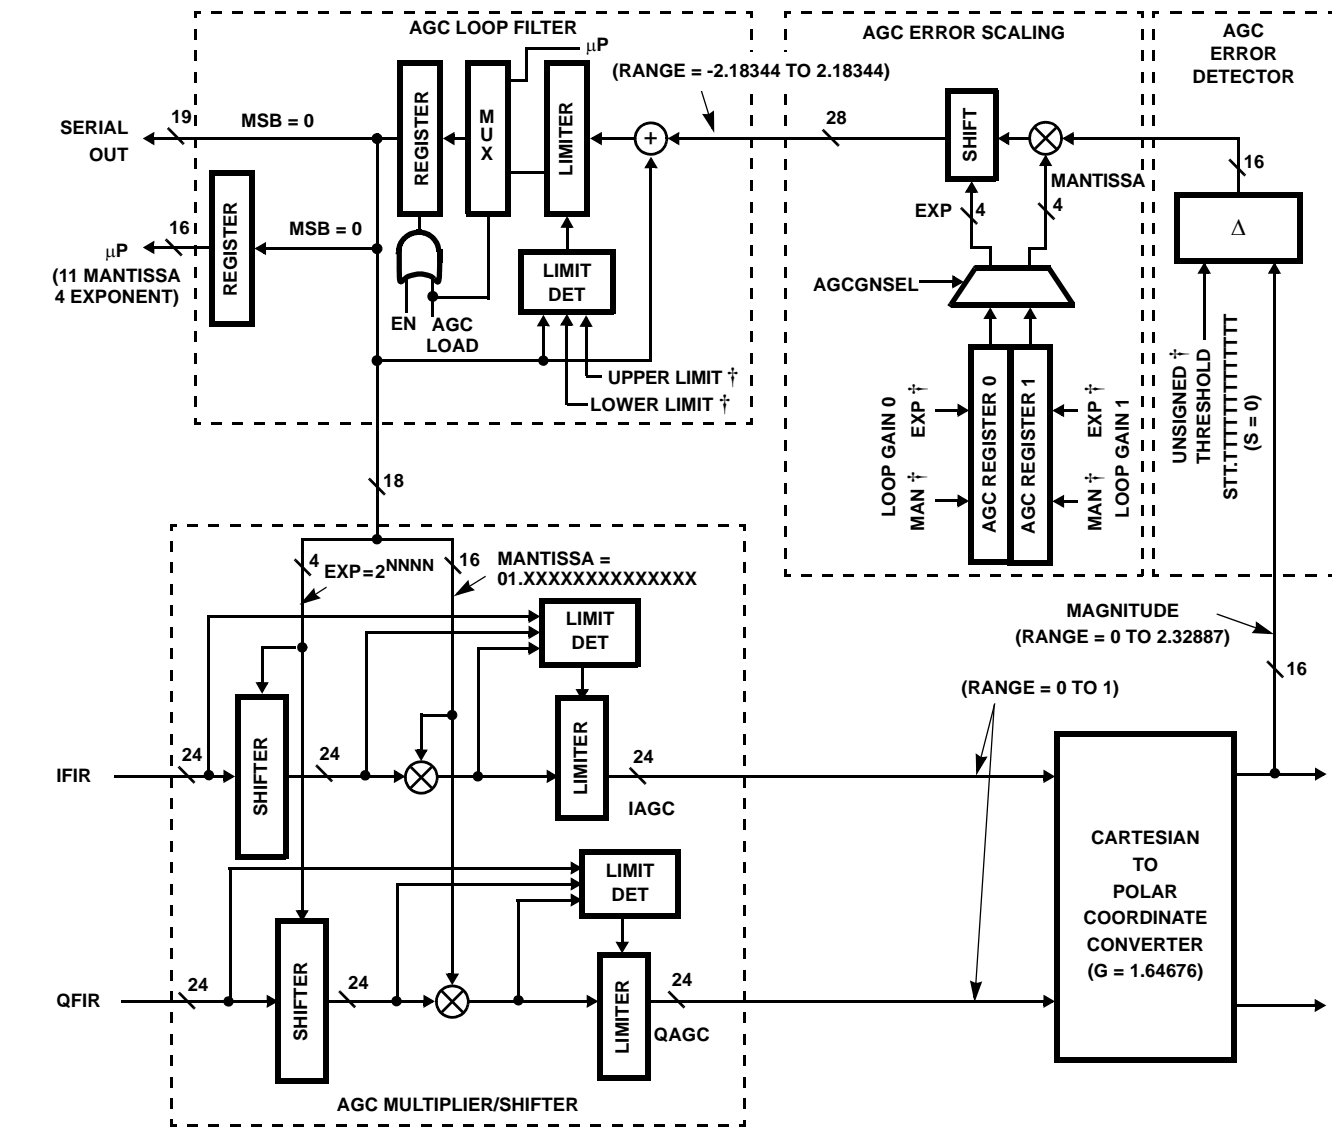 AGC LOOP FILTER
μP
SERIAL
OUT
19
MSB = 0
REGISTER
MUX
LIMITER
+
(RANGE = -2.18344 TO 2.18344)
16
μP
(11 MANTISSA
4 EXPONENT)
REGISTER
MSB = 0
LIMIT
DET
EN
AGC
LOAD
UPPER LIMIT †
LOWER LIMIT †
AGC ERROR SCALING
28
SHIFT
MANTISSA
EXP
4
4
AGCGNSEL
LOOP GAIN 0
MAN †
EXP †
AGC REGISTER 0
AGC REGISTER 1
MAN †
EXP †
LOOP GAIN 1
AGC
ERROR
DETECTOR
16
Δ
UNSIGNED †
THRESHOLD
(S = 0)
18
4
EXP=2NNNN
16
MANTISSA =
01.XXXXXXXXXXXXXX
LIMIT
DET
MAGNITUDE
(RANGE = 0 TO 2.32887)
16
(RANGE = 0 TO 1)
IFIR
24
SHIFTER
24
LIMITER
24
IAGC
LIMIT
DET
QFIR
24
SHIFTER
24
LIMITER
24
QAGC
CARTESIAN
TO
POLAR
COORDINATE
CONVERTER
(G = 1.64676)
AGC MULTIPLIER/SHIFTER